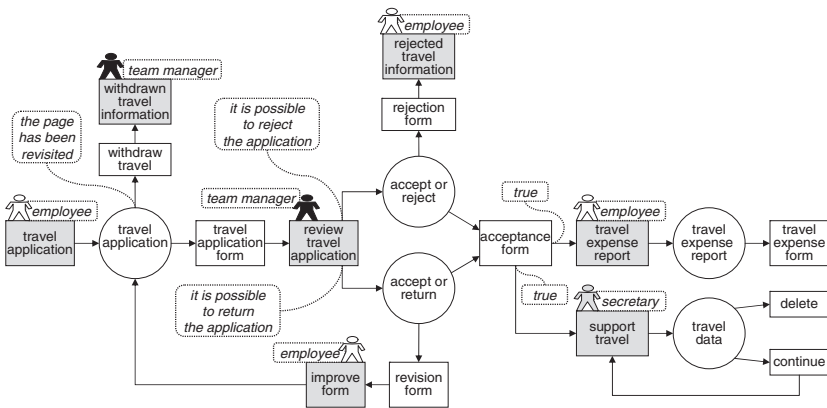 employee
rejected
travel
information
team manager
withdrawn
travel
information
it is possible
to reject
the application
rejection
form
the page
has been
revisited
withdraw
travel
accept or
reject
team manager
true
employee
employee
travel
application
travel
application
travel
application
form
review
travel
application
acceptance
form
travel
expense
report
travel
expense
report
travel
expense
form
accept or
return
true
it is possible
to return
the application
secretary
support
travel
travel
data
delete
continue
employee
improve
form
revision
form